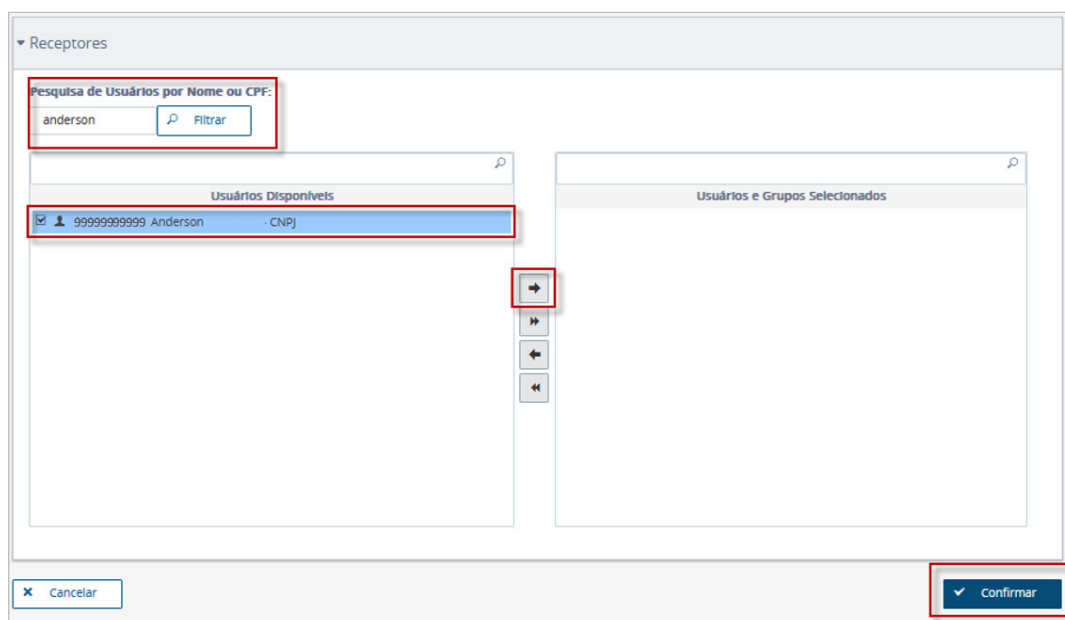 Receptores
Pesquisa de Usuários por Nome ou CPF:
anderson Filtrar
Usuários Disponíveis
99999999999 Anderson - CNPJ
Usuários e Grupos Selecionados
Cancelar
Confirmar